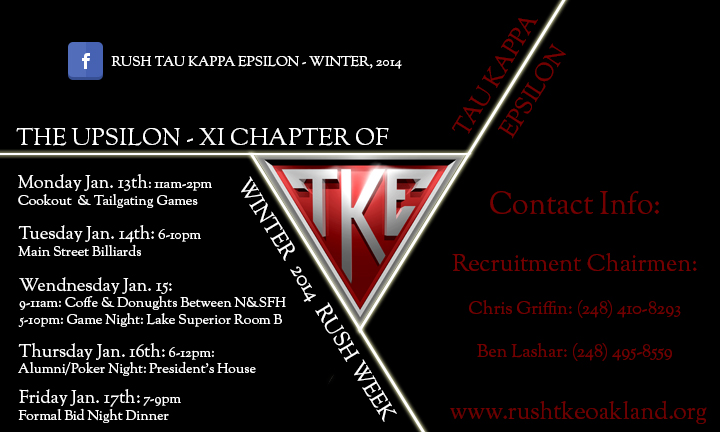 f RUSH TAU KAPPA EPSILON - WINTER, 2014
TAU KAPPA
EPSILON
THE UPSILON - XI CHAPTER OF
TKE
Monday Jan. 13th: 11am-2pm
Cookout & Tailgating Games
Tuesday Jan. 14th: 6-10pm
Main Street Billiards
Wendnesday Jan. 15:
9-11am: Coffe & Donughts Between N&SFH
5-10pm: Game Night: Lake Superior Room B
Thursday Jan. 16th: 6-12pm:
Alumni/Poker Night: President's House
Friday Jan. 17th: 7-9pm
Formal Bid Night Dinner
WINTER 2014 RUSH WEEK
Contact Info:
Recruitment Chairmen:
Chris Griffin: (248) 410-8293
Ben Lashar: (248) 495-8559
www.rushtkeoakland.org